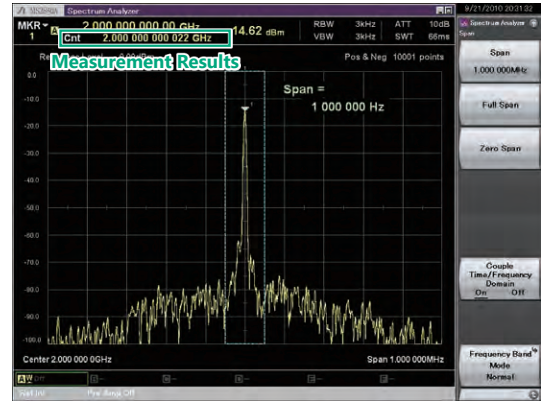 Spectrum Analyzer
9/21/2010 20:31:32
MKR
1
2.000 000 000 00 GHz
-14.62 dBm
Cnt 2.000 000 000 022 GHz
RBW 3kHz
VBW 3kHz
ATT 10dB
SWT 66ms
Measurement Results
Pos & Neg 10001 points
Span =
1 000 000 Hz
1
0.0
-10.0
-20.0
-30.0
-40.0
-60.0
-70.0
-80.0
-90.0
-100.0
Center 2.000 000 0GHz
Span 1.000 000MHz
Pre-Amp Off
Spectrum Analyzer
Span
Span
1.000 000MHz
Full Span
Zero Span
Couple
Time/Frequency
Domain
On Off
Frequency Band
Mode
Normal